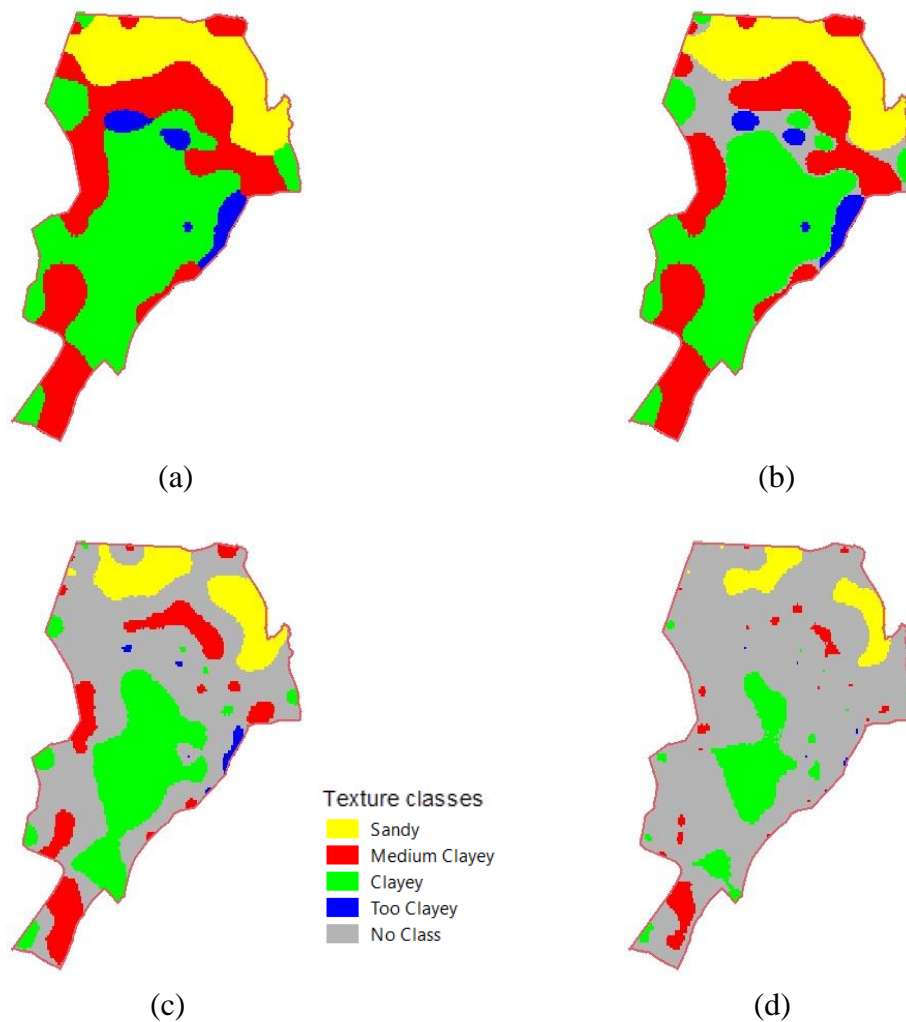 (a)
(b)
Texture classes
Sandy
Medium Clayey
Clayey
Too Clayey
No Class
(c)
(d)